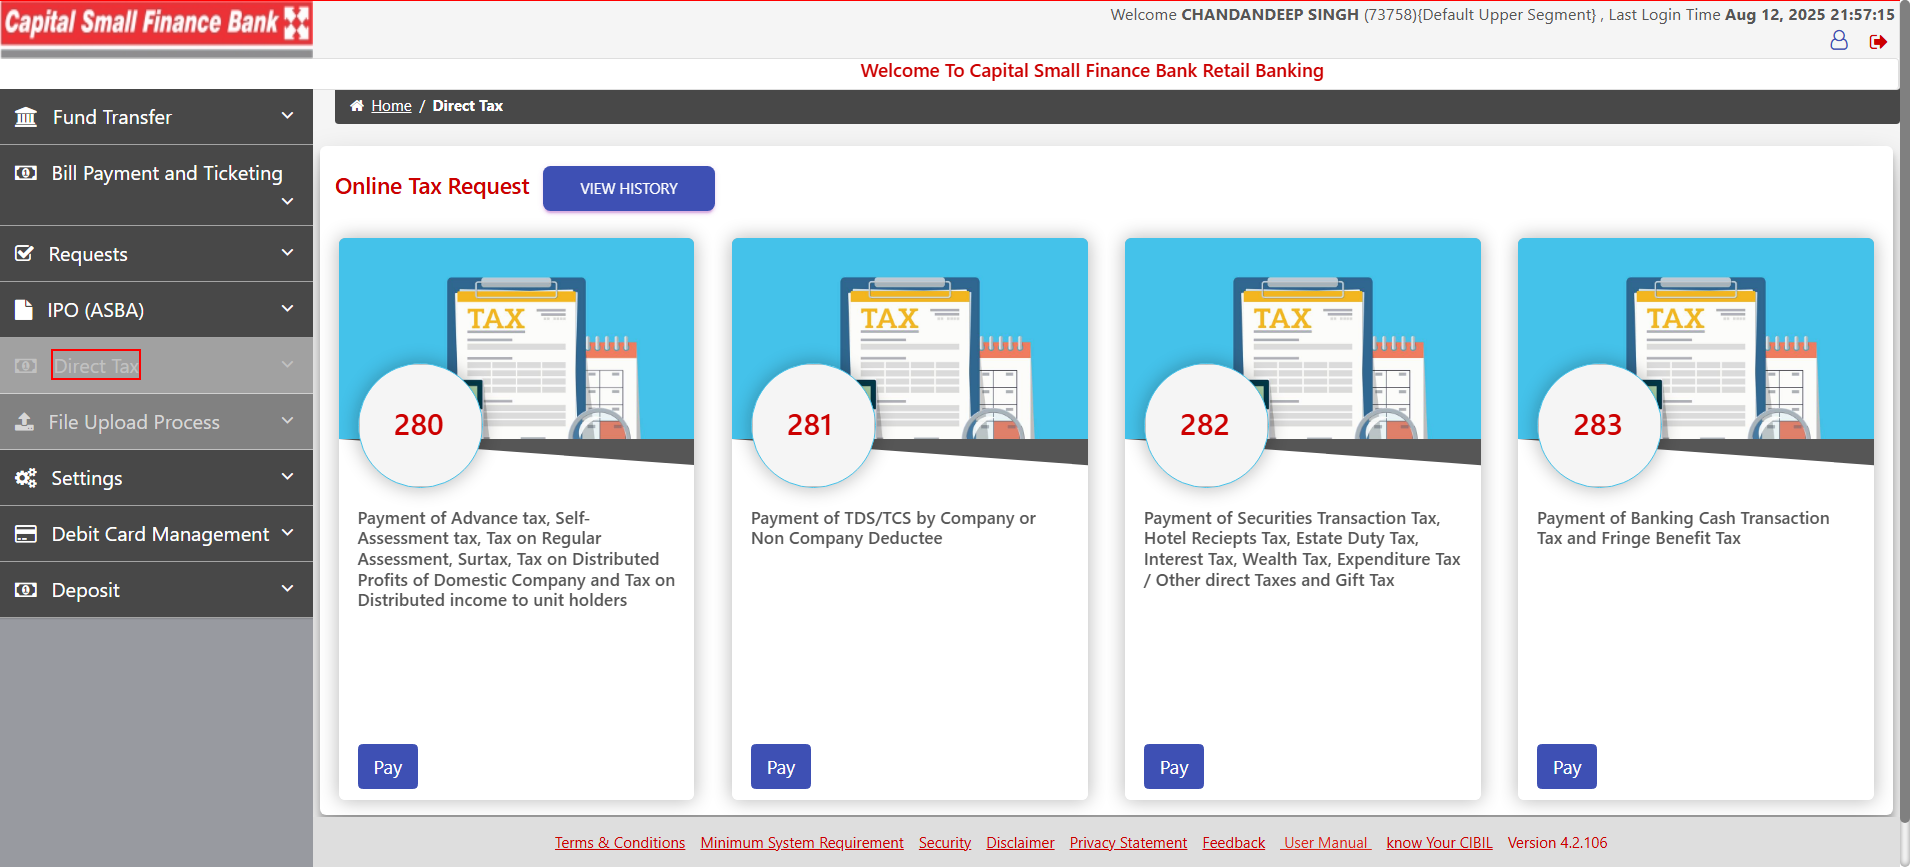 Capital Small Finance Bank
Welcome CHANDANDEEP SINGH (73758){Default Upper Segment} , Last Login Time Aug 12, 2025 21:57:15
Welcome To Capital Small Finance Bank Retail Banking
Home / Direct Tax
Fund Transfer
Bill Payment and Ticketing
Requests
IPO (ASBA)
Direct Tax
File Upload Process
Settings
Debit Card Management
Deposit
Online Tax Request
VIEW HISTORY
TAX
280
Payment of Advance tax, Self-
Assessment tax, Tax on Regular
Assessment, Surtax, Tax on Distributed
Profits of Domestic Company and Tax on
Distributed income to unit holders
Pay
TAX
281
Payment of TDS/TCS by Company or
Non Company Deductee
Pay
TAX
282
Payment of Securities Transaction Tax,
Hotel Reciepts Tax, Estate Duty Tax,
Interest Tax, Wealth Tax, Expenditure Tax
/ Other direct Taxes and Gift Tax
Pay
TAX
283
Payment of Banking Cash Transaction
Tax and Fringe Benefit Tax
Pay
Terms & Conditions Minimum System Requirement Security Disclaimer Privacy Statement Feedback User Manual know Your CIBIL Version 4.2.106